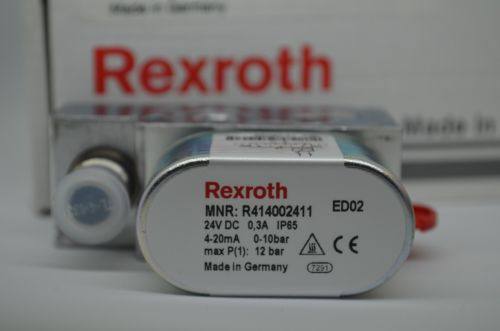 Made in Germany
Rexroth
Made in
Rexroth
MNR: R414002411 ED02
24V DC 0,3A IP65
4-20mA 0-10bar
max P(1): 12 bar
Made in Germany 7291